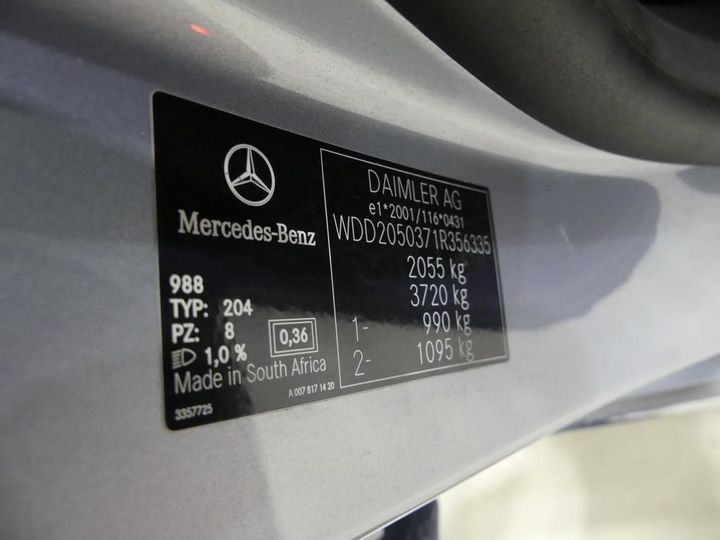 Mercedes-Benz
988
TYP: 204
PZ: 8
0,36
1,0 %
Made in South Africa
A 007 817 14 20
3357725
DAIMLER AG
e1*2001/116*0431
WDD2050371R356335
2055 kg
3720 kg
1- 990 kg
2- 1095 kg